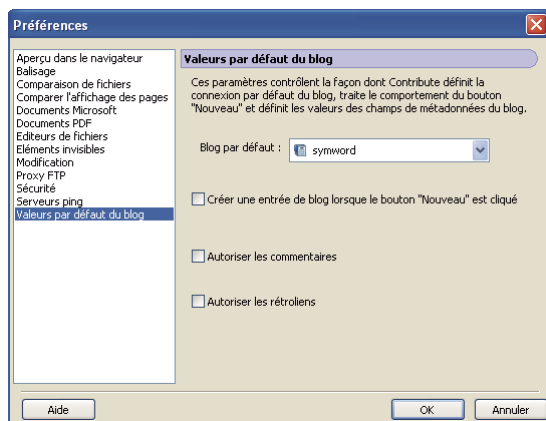 Préférences
Aperçu dans le navigateur
Balisage
Comparaison de fichiers
Comparer l'affichage des pages
Documents Microsoft
Documents PDF
Editeurs de fichiers
Eléments invisibles
Modification
Proxy FTP
Sécurité
Serveurs ping
Valeurs par défaut du blog
Valeurs par défaut du blog
Ces paramètres contrôlent la façon dont Contribute définit la
connexion par défaut du blog, traite le comportement du bouton
"Nouveau" et définit les valeurs des champs de métadonnées du blog.
Blog par défaut : symword
Créer une entrée de blog lorsque le bouton "Nouveau" est cliqué
Autoriser les commentaires
Autoriser les rétroliens
Aide OK Annuler